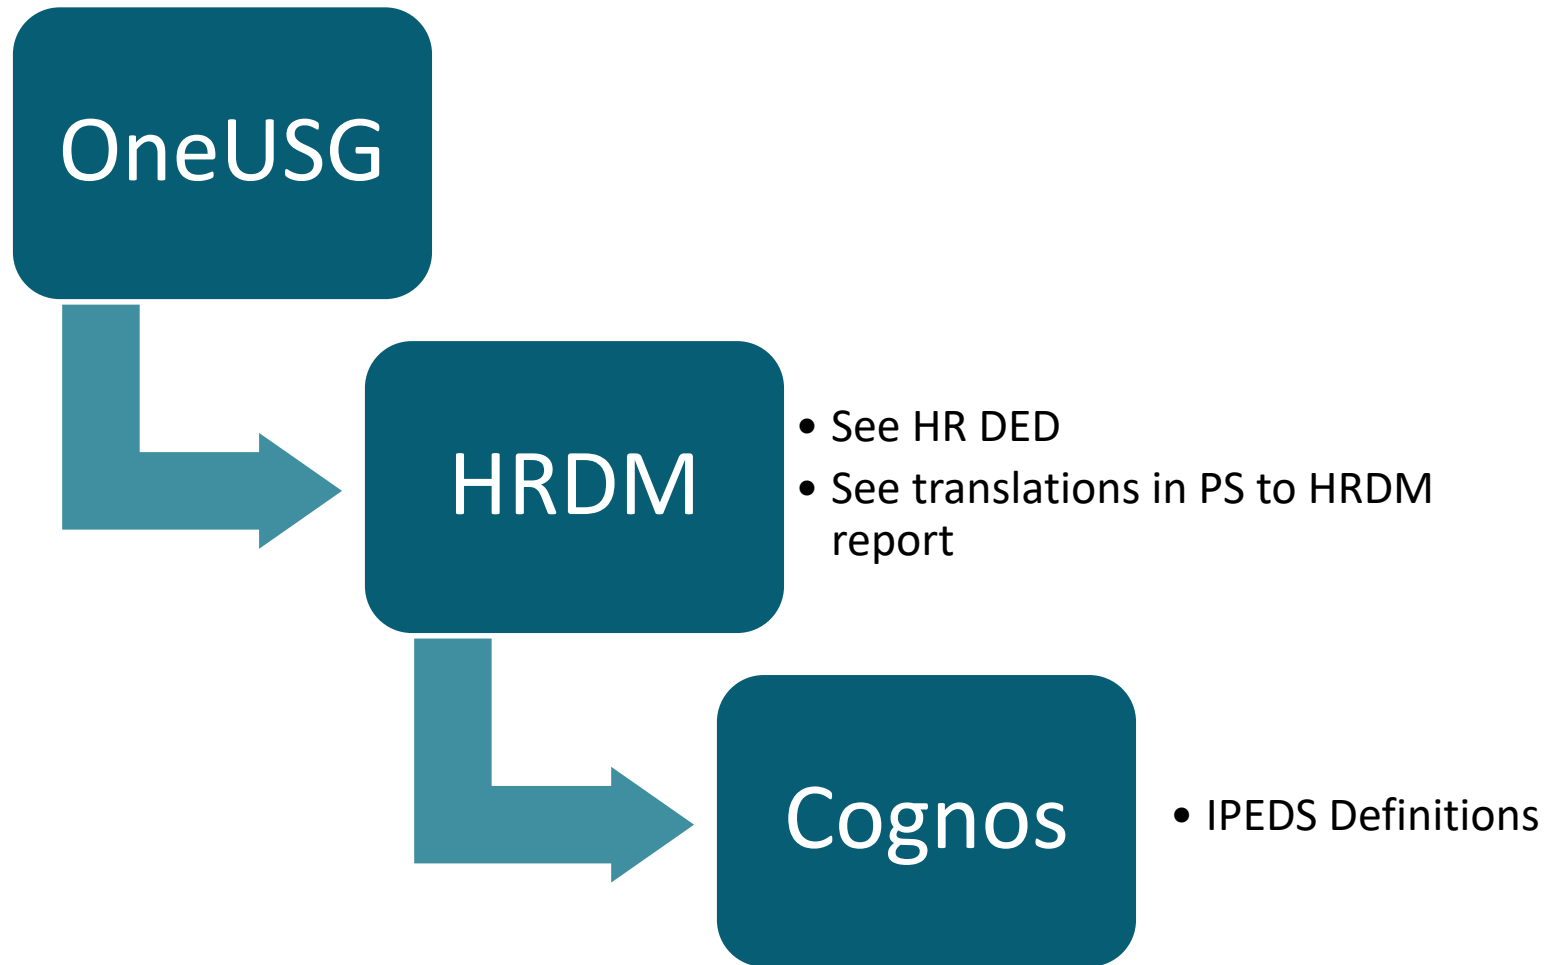 OneUSG
HRDM
• See HR DED
• See translations in PS to HRDM
report
Cognos
• IPEDS Definitions